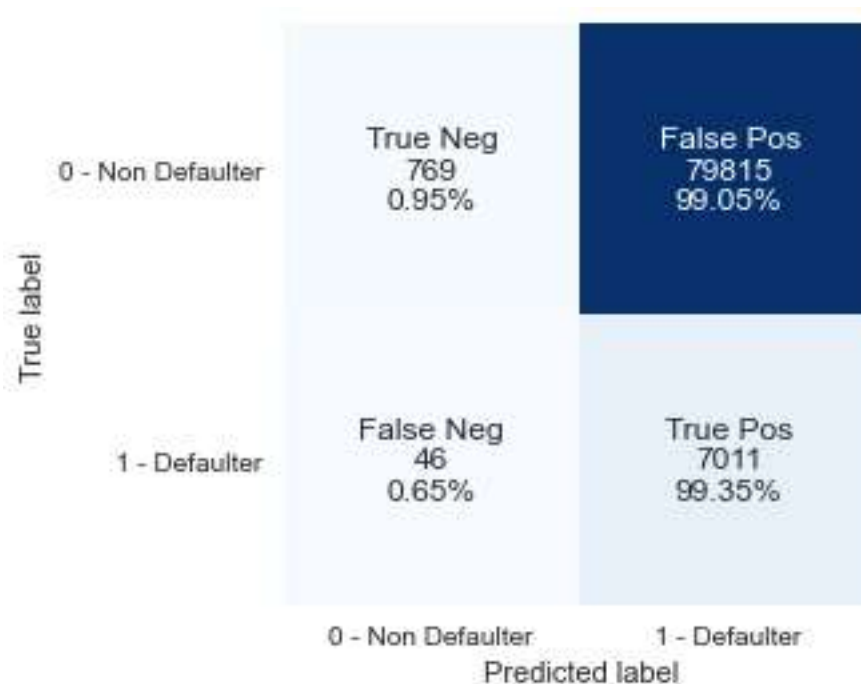 True Neg
769
0.95%
False Pos
79815
99.05%
0 - Non Defaulter
True label
False Neg
46
0.65%
True Pos
7011
99.35%
1 - Defaulter
0 - Non Defaulter
1 - Defaulter
Predicted label